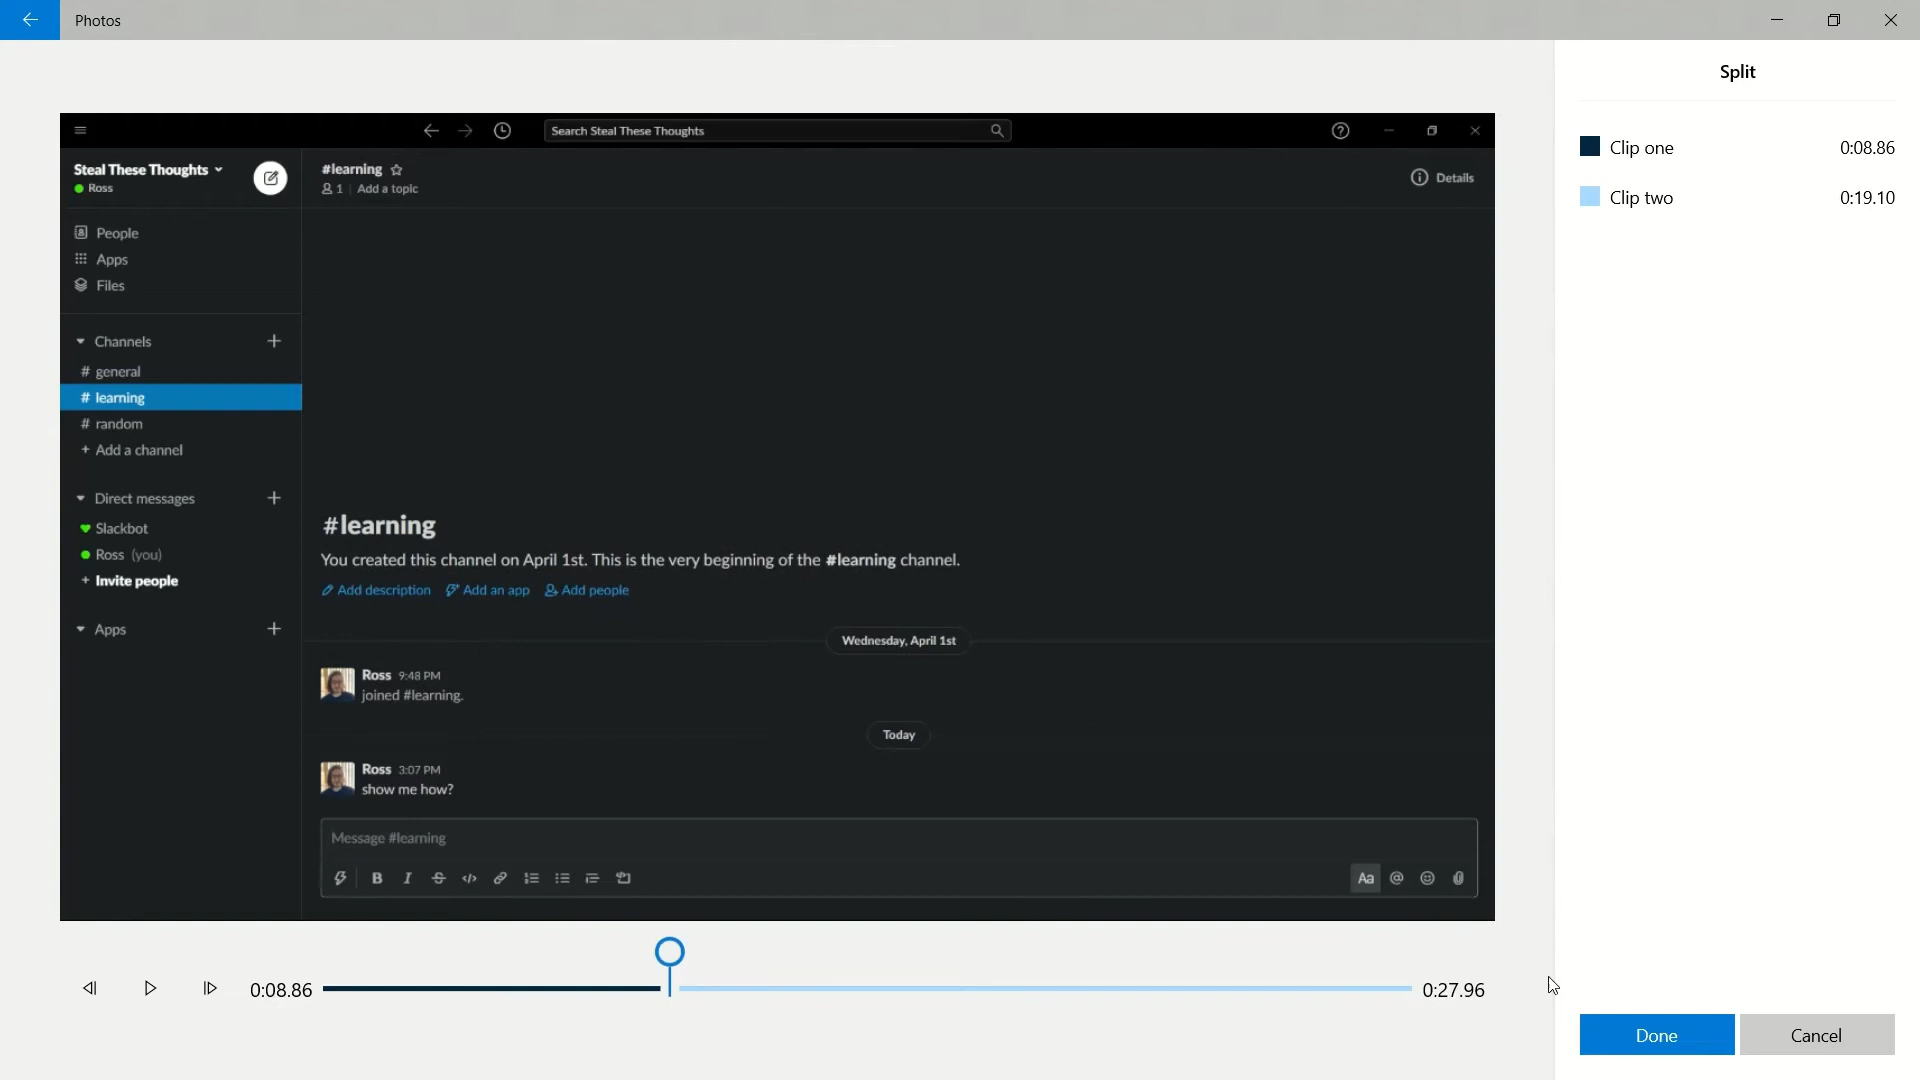 Photos
Split
Clip one 0:08.86
Clip two 0:19.10
Search Steal These Thoughts
Steal These Thoughts
Ross
#learning
1 | Add a topic
Details
People
Apps
Files
Channels
# general
# learning
# random
+ Add a channel
Direct messages
Slackbot
Ross (you)
+ Invite people
Apps
#learning
You created this channel on April 1st. This is the very beginning of the #learning channel.
Add description Add an app Add people
Wednesday, April 1st
Ross 9:48 PM
joined #learning.
Today
Ross 3:07 PM
show me how?
Message #learning
B I S </> Aa @
0:08.86 0:27.96
Done Cancel